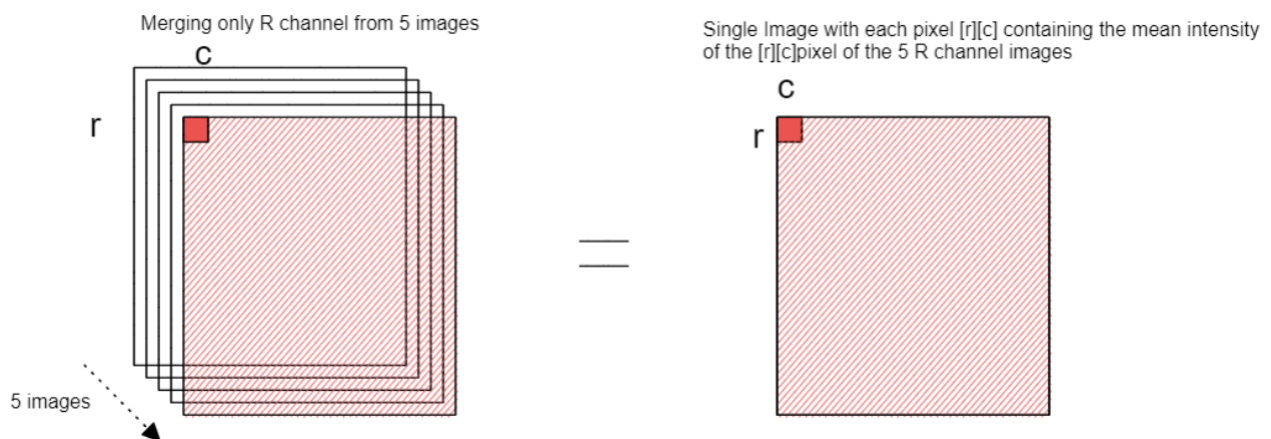 Merging only R channel from 5 images
c
r
5 images
Single Image with each pixel [r][c] containing the mean intensity
of the [r][c]pixel of the 5 R channel images
c
r